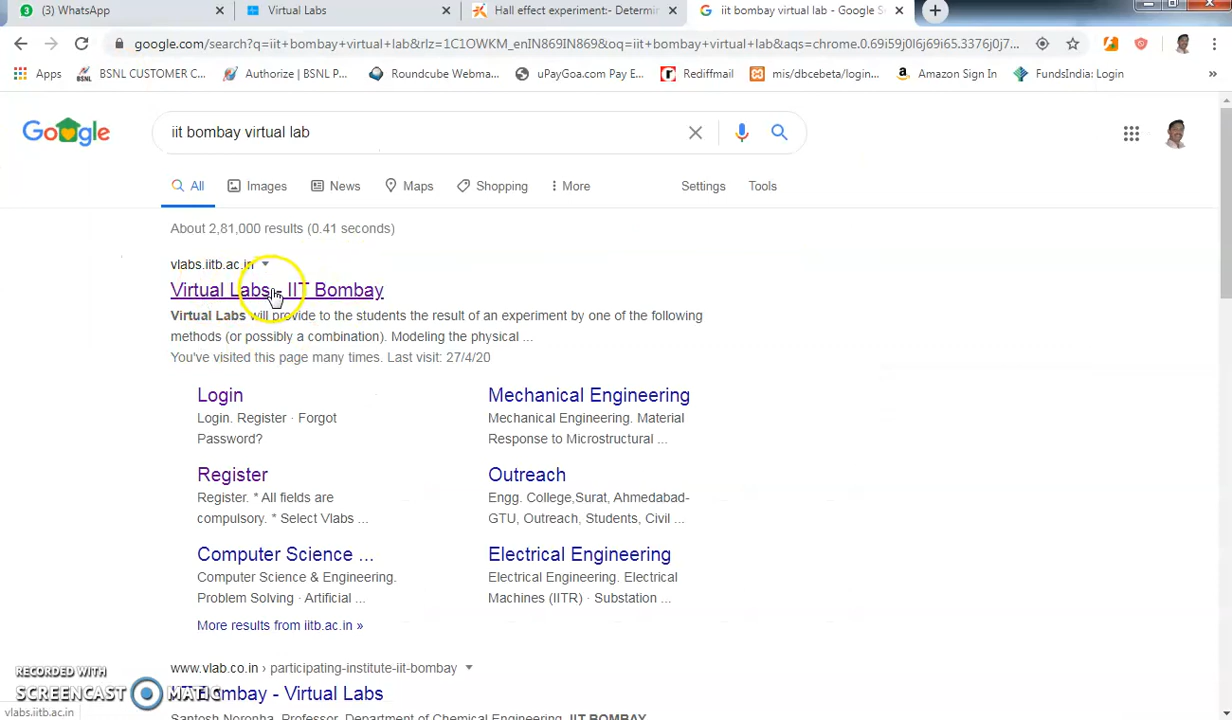 (3) WhatsApp
Virtual Labs
Hall effect experiment:- Determin
iit bombay virtual lab - Google S
google.com/search?q=iit+bombay+virtual+lab&rlz=1C1OWKM_enIN869IN869&oq=iit+bombay+virtual+lab&aqs=chrome.0.69i59j0l6j69i65.3376j0j7...
Apps
BSNL CUSTOMER C...
Authorize | BSNL P...
Roundcube Webma...
uPayGoa.com Pay E...
Rediffmail
mis/dbcebeta/login...
Amazon Sign In
FundsIndia: Login
Google
iit bombay virtual lab
All
Images
News
Maps
Shopping
More
Settings
Tools
About 2,81,000 results (0.41 seconds)
vlabs.iitb.ac.in
Virtual Labs - IIT Bombay
Virtual Labs will provide to the students the result of an experiment by one of the following
methods (or possibly a combination). Modeling the physical ...
You've visited this page many times. Last visit: 27/4/20
Login
Login. Register · Forgot
Password?
Mechanical Engineering
Mechanical Engineering. Material
Response to Microstructural ...
Register
Register. * All fields are
compulsory. * Select Vlabs ...
Outreach
Engg. College,Surat, Ahmedabad-
GTU, Outreach, Students, Civil ...
Computer Science ...
Computer Science & Engineering.
Problem Solving · Artificial ...
Electrical Engineering
Electrical Engineering. Electrical
Machines (IITR) · Substation ...
More results from iitb.ac.in »
www.vlab.co.in › participating-institute-iit-bombay
Bombay - Virtual Labs
Santosh Noronha, Professor, Department of Chemical Engineering, IIT BOMBAY
RECORDED WITH
SCREENCAST MATIC
vlabs.iitb.ac.in